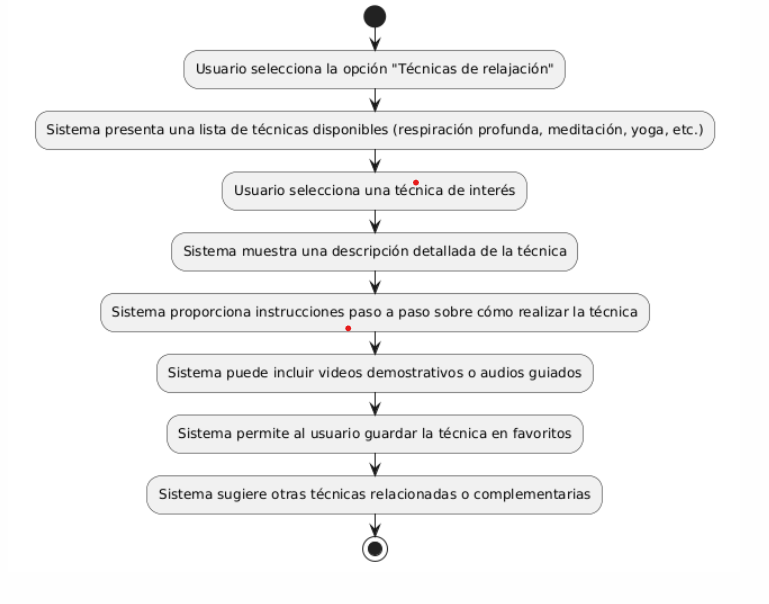 Usuario selecciona la opción "Técnicas de relajación"
Sistema presenta una lista de técnicas disponibles (respiración profunda, meditación, yoga, etc.)
Usuario selecciona una técnica de interés
Sistema muestra una descripción detallada de la técnica
Sistema proporciona instrucciones paso a paso sobre cómo realizar la técnica
Sistema puede incluir videos demostrativos o audios guiados
Sistema permite al usuario guardar la técnica en favoritos
Sistema sugiere otras técnicas relacionadas o complementarias